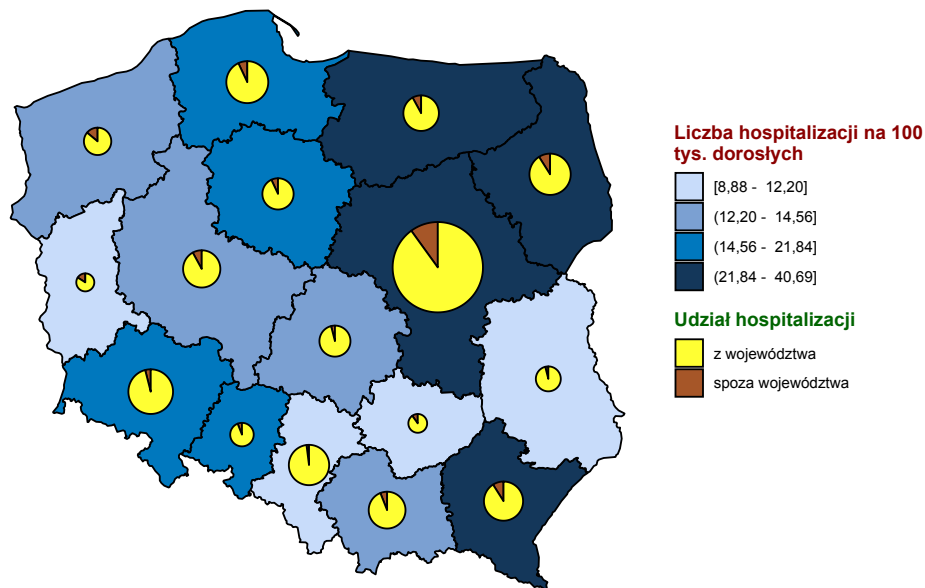 Liczba hospitalizacji na 100
tys. dorosłych
[8,88 - 12,20]
(12,20 - 14,56]
(14,56 - 21,84]
(21,84 - 40,69]
Udział hospitalizacji
z województwa
spoza województwa